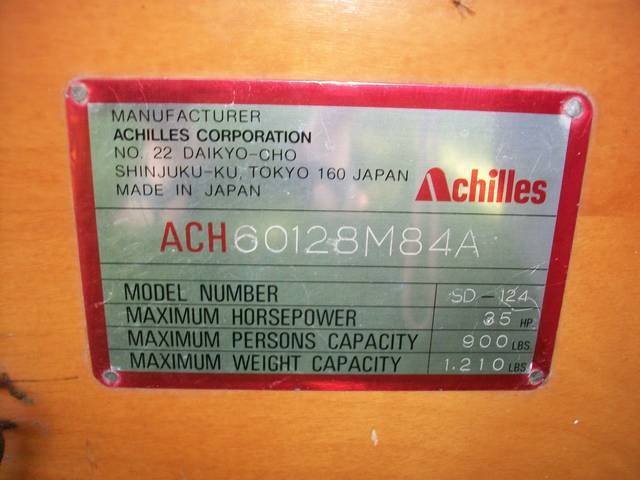 MANUFACTURER
ACHILLES CORPORATION
NO. 22 DAIKYO-CHO
SHINJUKU-KU, TOKYO 160 JAPAN
MADE IN JAPAN
Achilles
ACH60128M84A
MODEL NUMBER SD-124
MAXIMUM HORSEPOWER 35 HP
MAXIMUM PERSONS CAPACITY 900 LBS
MAXIMUM WEIGHT CAPACITY 1.210 LBS